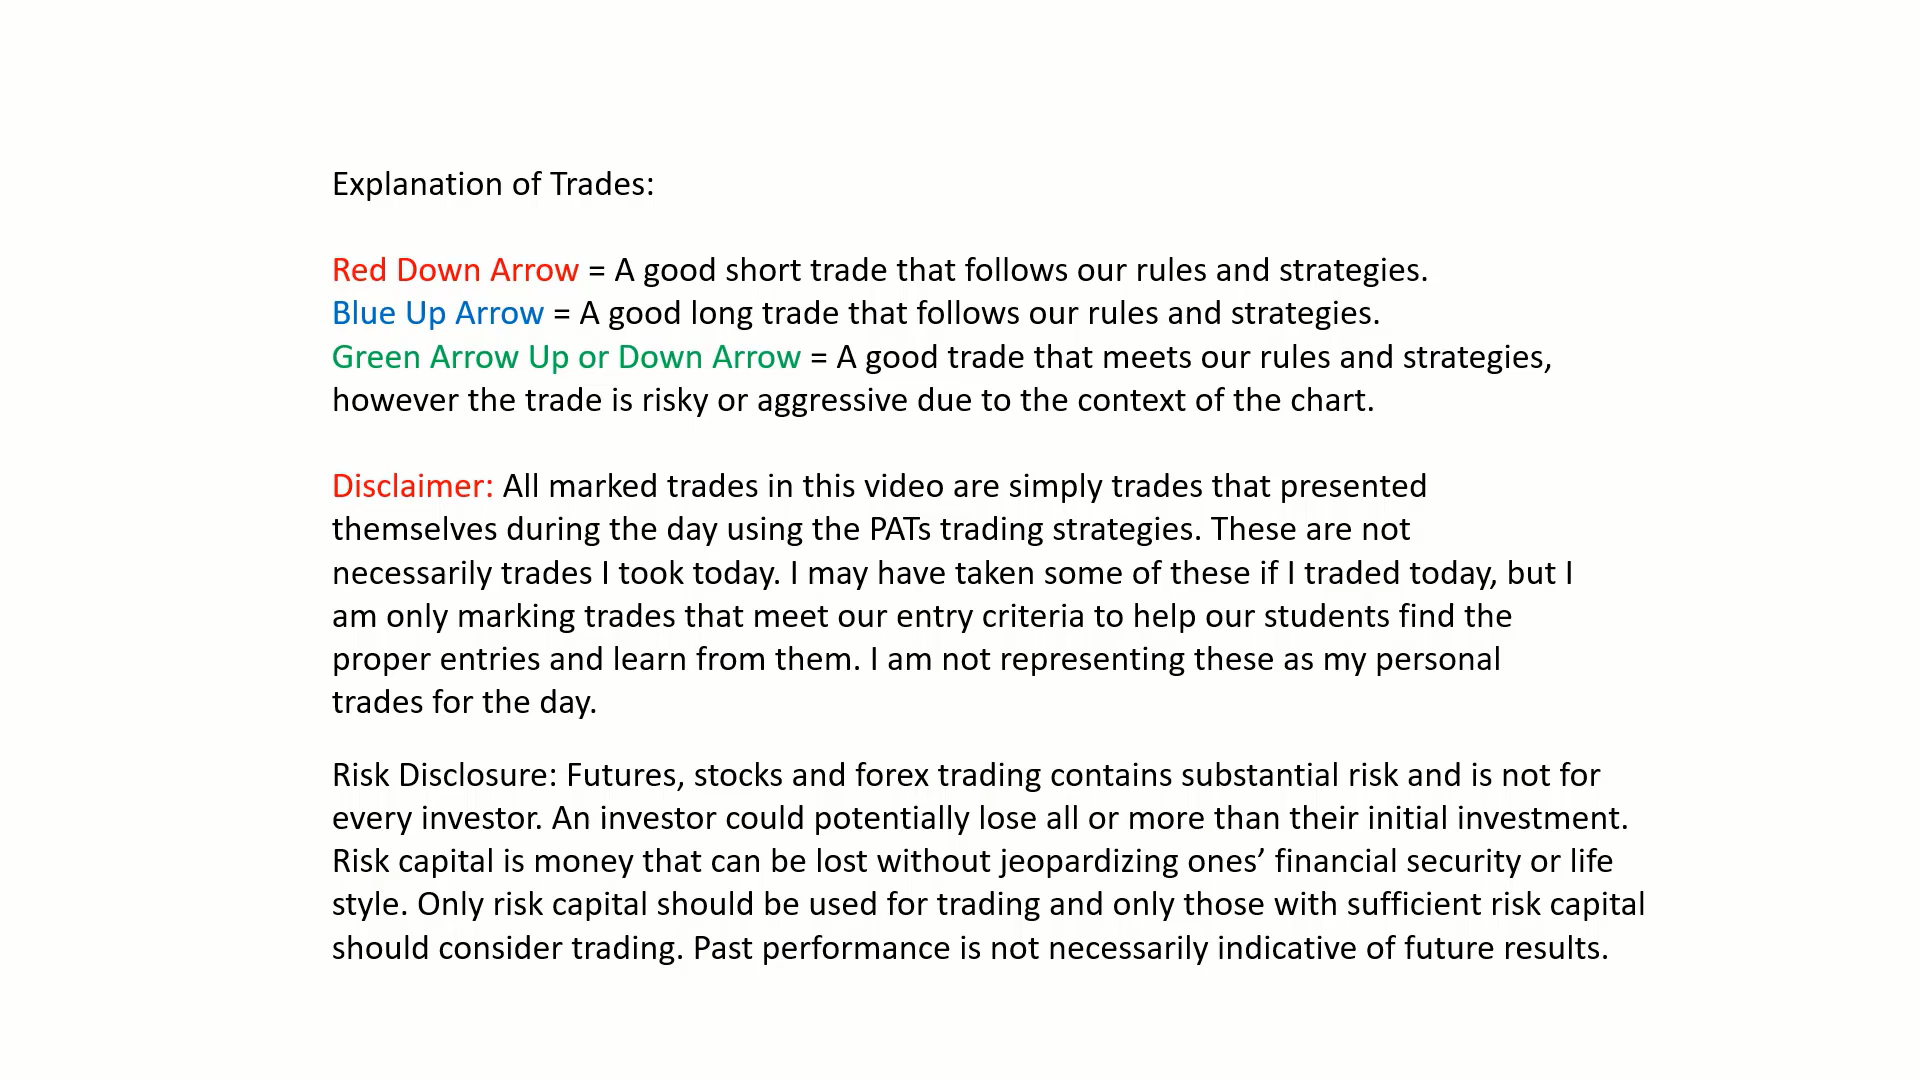 Explanation of Trades:
Red Down Arrow = A good short trade that follows our rules and strategies.
Blue Up Arrow = A good long trade that follows our rules and strategies.
Green Arrow Up or Down Arrow = A good trade that meets our rules and strategies,
however the trade is risky or aggressive due to the context of the chart.
Disclaimer: All marked trades in this video are simply trades that presented
themselves during the day using the PATs trading strategies. These are not
necessarily trades I took today. I may have taken some of these if I traded today, but I
am only marking trades that meet our entry criteria to help our students find the
proper entries and learn from them. I am not representing these as my personal
trades for the day.
Risk Disclosure: Futures, stocks and forex trading contains substantial risk and is not for
every investor. An investor could potentially lose all or more than their initial investment.
Risk capital is money that can be lost without jeopardizing ones’ financial security or life
style. Only risk capital should be used for trading and only those with sufficient risk capital
should consider trading. Past performance is not necessarily indicative of future results.